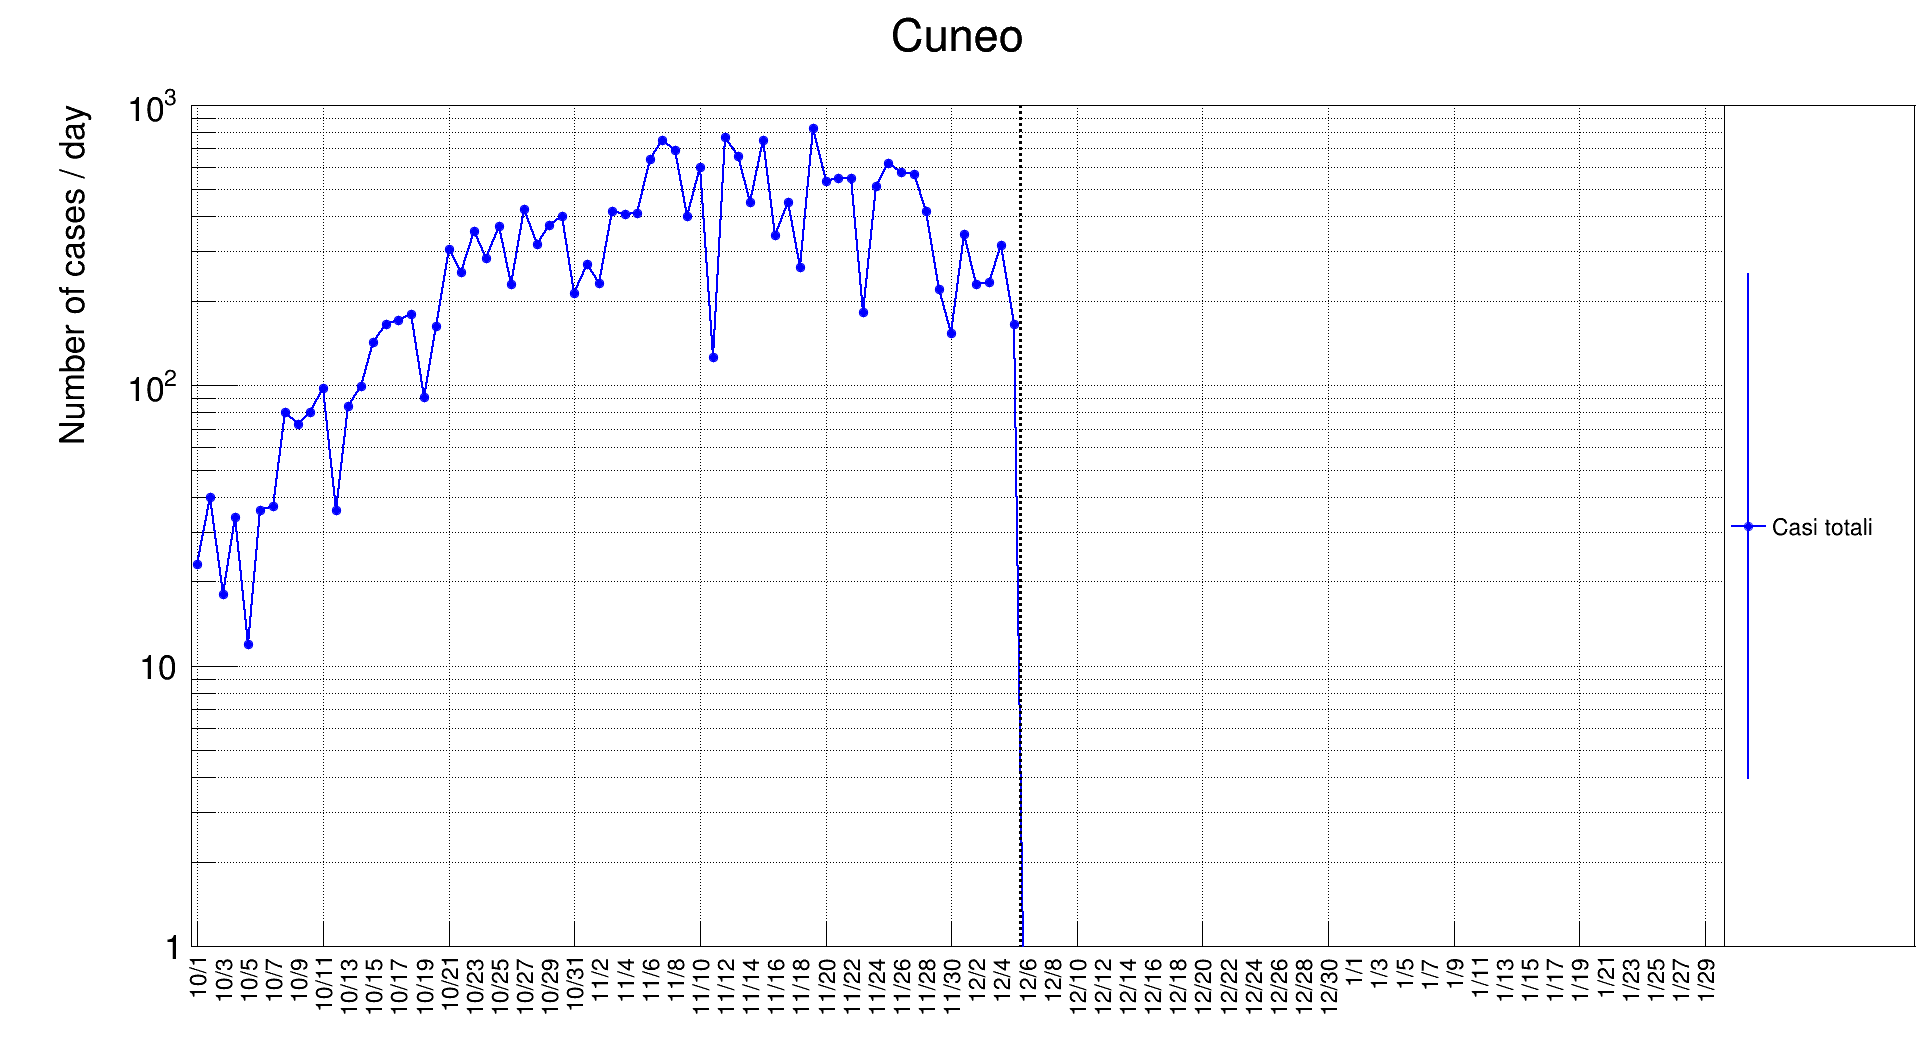 Cuneo
Number of cases / day
10³
10²
10
1
10/1 10/3 10/5 10/7 10/9 10/11 10/13 10/15 10/17 10/19 10/21 10/23 10/25 10/27 10/29 10/31 11/2 11/4 11/6 11/8 11/10 11/12 11/14 11/16 11/18 11/20 11/22 11/24 11/26 11/28 11/30 12/2 12/4 12/6 12/8 12/10 12/12 12/14 12/16 12/18 12/20 12/22 12/24 12/26 12/28 12/30 1/1 1/3 1/5 1/7 1/9 1/11 1/13 1/15 1/17 1/19 1/21 1/23 1/25 1/27 1/29
Casi totali